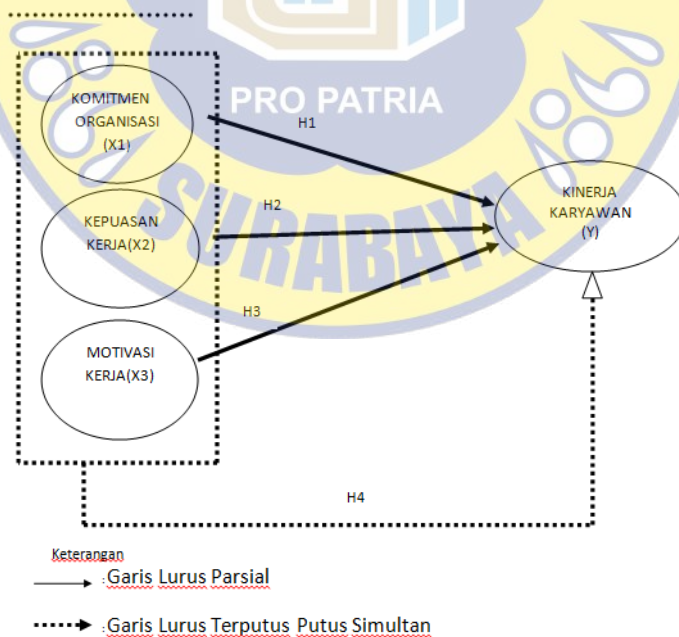 PRO PATRIA
SURABAYA
KOMITMEN
ORGANISASI
(X1)
H1
KEPUASAN
KERJA(X2)
H2
KINERJA
KARYAWAN
(Y)
H3
MOTIVASI
KERJA(X3)
H4
Keterangan
:Garis Lurus Parsial
:Garis Lurus Terputus Putus Simultan